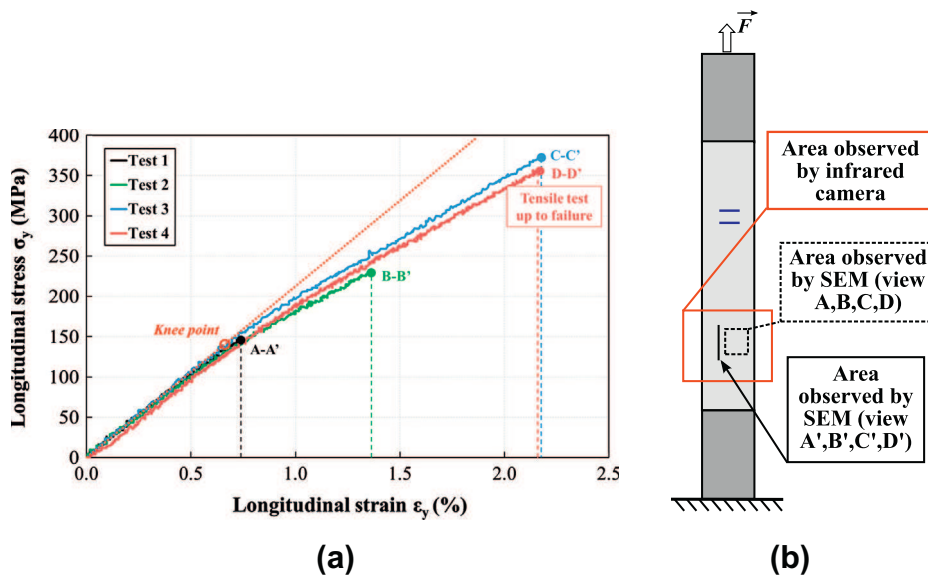 Longitudinal stress σy (MPa)
400
350
300
250
200
150
100
50
0
0.0
0.5
1.0
1.5
2.0
2.5
Longitudinal strain εy (%)
Test 1
Test 2
Test 3
Test 4
Knee point
A-A'
B-B'
C-C'
D-D'
Tensile test
up to failure
(a)
F
Area observed
by infrared
camera
Area observed
by SEM (view
A,B,C,D)
Area
observed by
SEM (view
A',B',C',D')
(b)